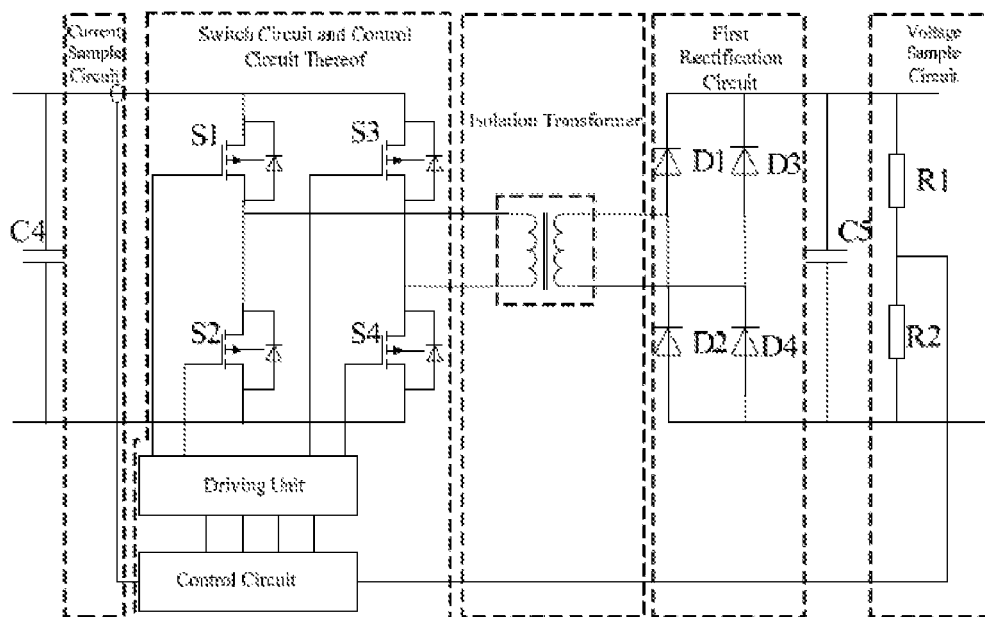 Current
Sample
Circuit
Switch Circuit and Control
Circuit Thereof
First
Rectification
Circuit
Voltage
Sample
Circuit
Isolation Transformer
S1
S3
D1
D3
R1
C4
C5
S2
S4
D2
D4
R2
Driving Unit
Control Circuit